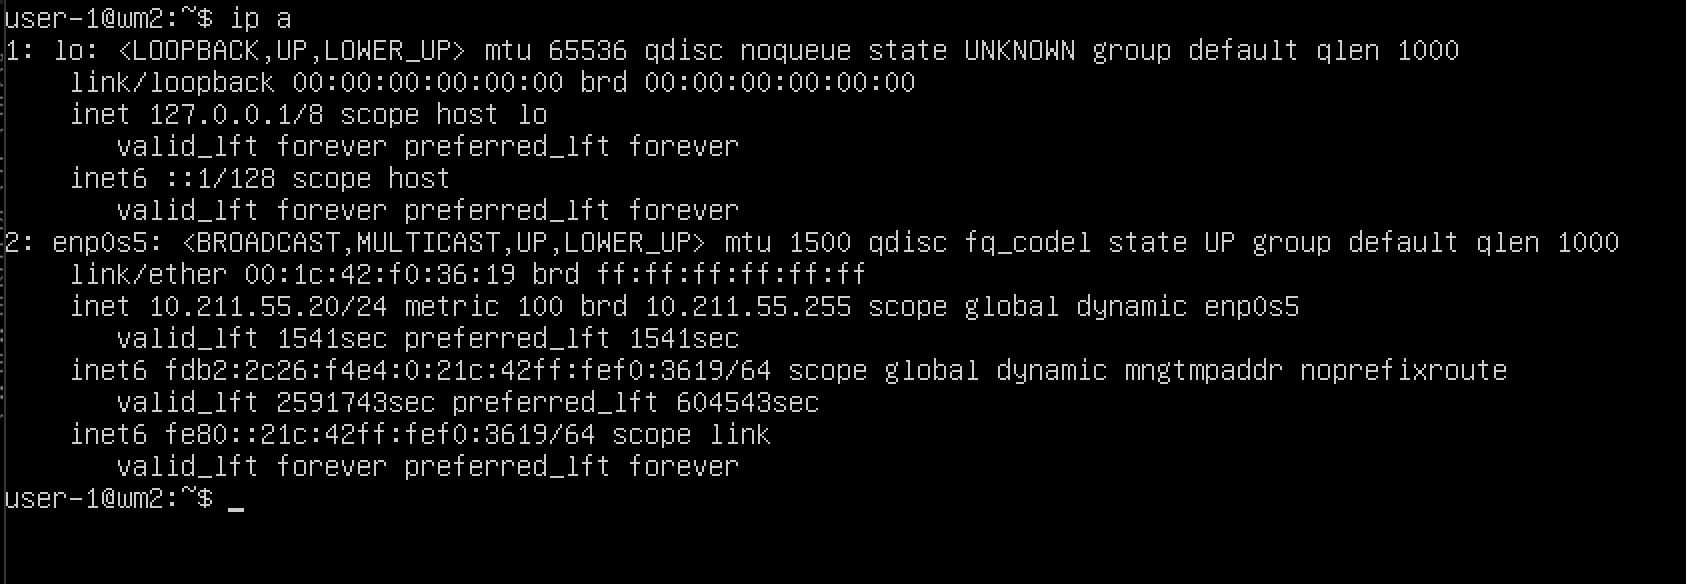 user-1@wm2:~$ ip a
1: lo: <LOOPBACK,UP,LOWER_UP> mtu 65536 qdisc noqueue state UNKNOWN group default qlen 1000
    link/loopback 00:00:00:00:00:00 brd 00:00:00:00:00:00
    inet 127.0.0.1/8 scope host lo
       valid_lft forever preferred_lft forever
    inet6 ::1/128 scope host
       valid_lft forever preferred_lft forever
2: enp0s5: <BROADCAST,MULTICAST,UP,LOWER_UP> mtu 1500 qdisc fq_codel state UP group default qlen 1000
    link/ether 00:1c:42:f0:36:19 brd ff:ff:ff:ff:ff:ff
    inet 10.211.55.20/24 metric 100 brd 10.211.55.255 scope global dynamic enp0s5
       valid_lft 1541sec preferred_lft 1541sec
    inet6 fdb2:2c26:f4e4:0:21c:42ff:fef0:3619/64 scope global dynamic mngtmpaddr noprefixroute
       valid_lft 2591743sec preferred_lft 604543sec
    inet6 fe80::21c:42ff:fef0:3619/64 scope link
       valid_lft forever preferred_lft forever
user-1@wm2:~$ _